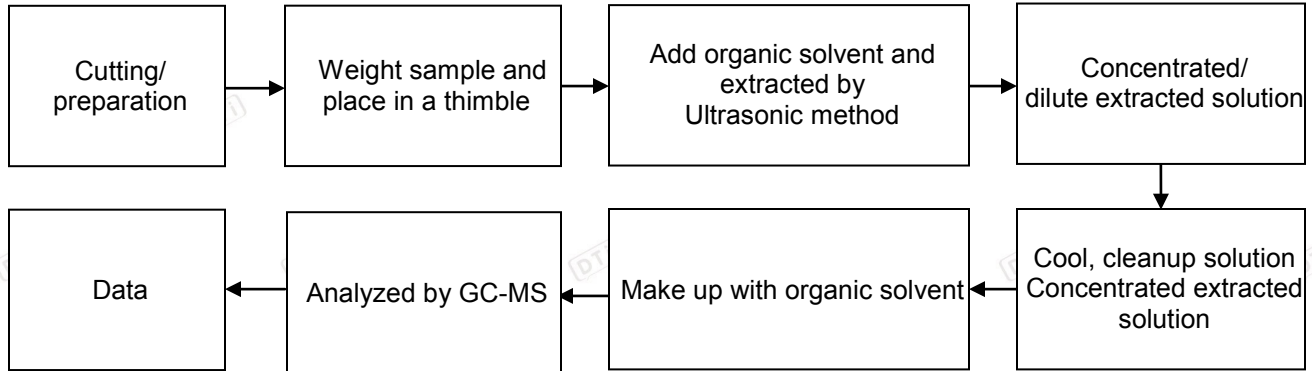 Cutting/
preparation
Weight sample and
place in a thimble
Add organic solvent and
extracted by
Ultrasonic method
Concentrated/
dilute extracted solution
Cool, cleanup solution
Concentrated extracted
solution
Make up with organic solvent
Analyzed by GC-MS
Data